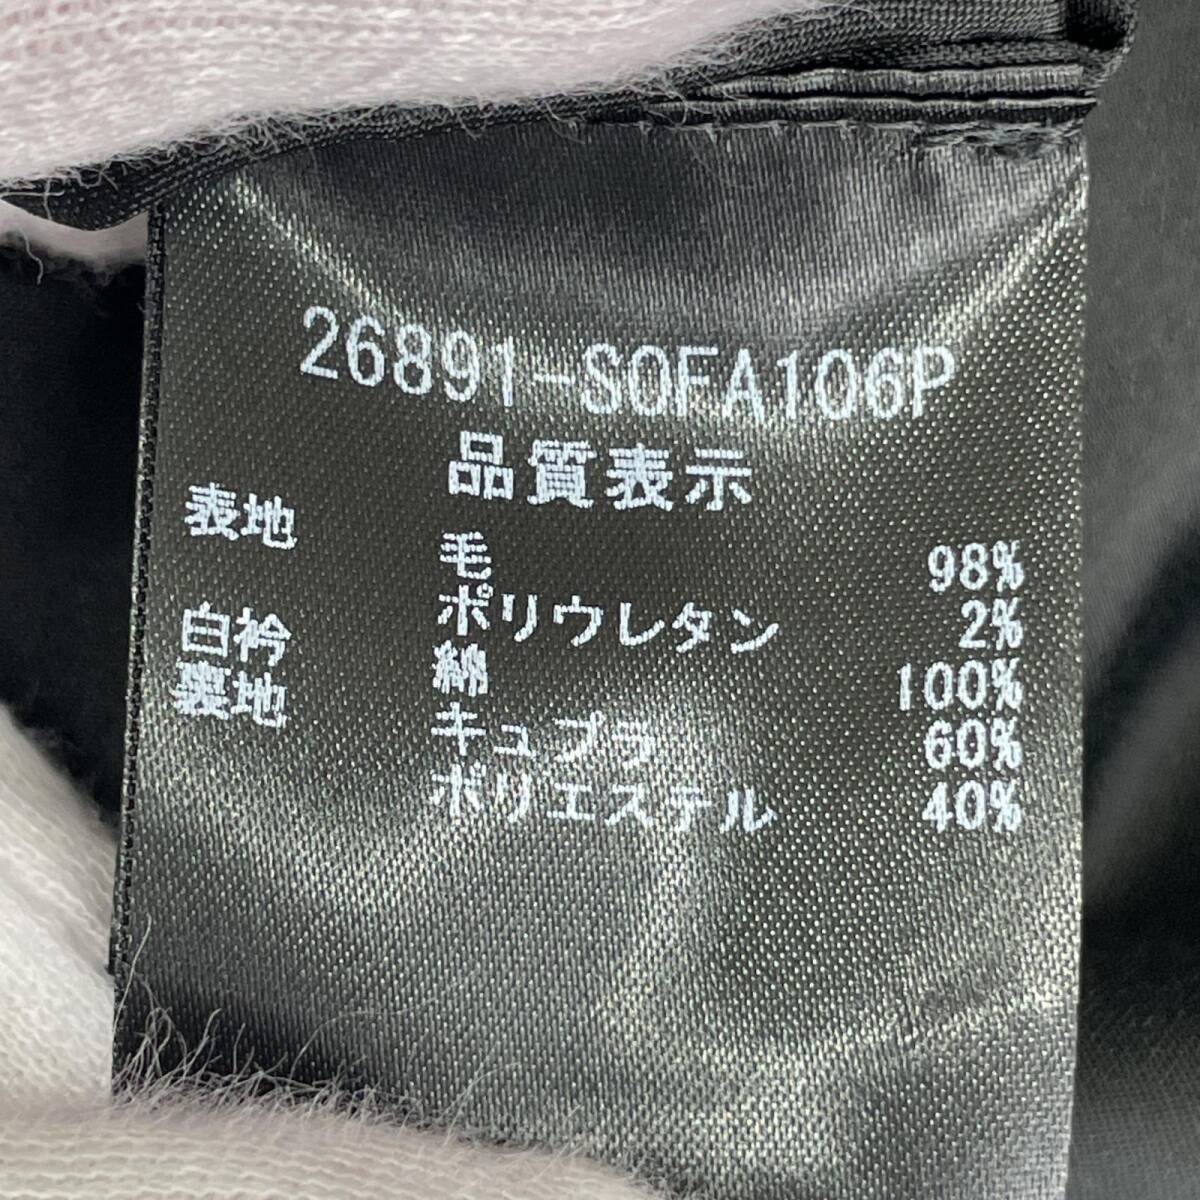 26891-SOFA106P
品質表示
表地 毛 98%
ポリウレタン 2%
白衿 綿 100%
裏地 キュプラ 60%
ポリエステル 40%